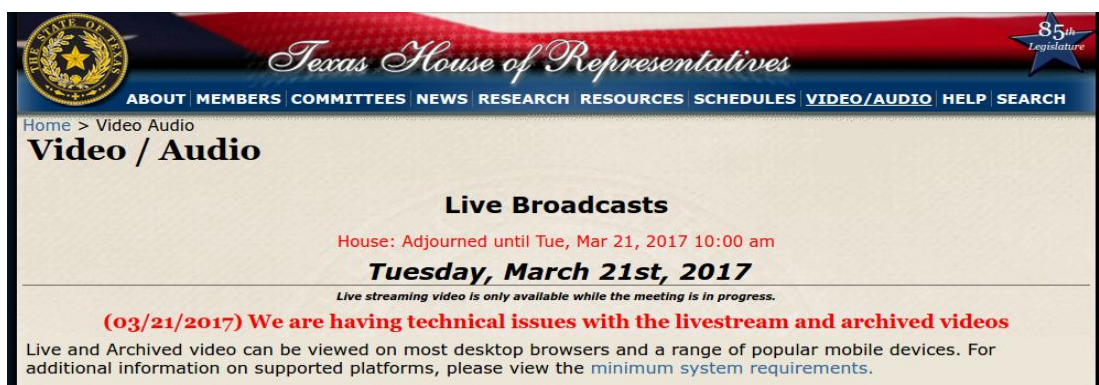 THE STATE OF TEXAS
85th
Legislature
Texas House of Representatives
ABOUT MEMBERS COMMITTEES NEWS RESEARCH RESOURCES SCHEDULES VIDEO/AUDIO HELP SEARCH
Home > Video Audio
Video / Audio
Live Broadcasts
House: Adjourned until Tue, Mar 21, 2017 10:00 am
Tuesday, March 21st, 2017
Live streaming video is only available while the meeting is in progress.
(03/21/2017) We are having technical issues with the livestream and archived videos
Live and Archived video can be viewed on most desktop browsers and a range of popular mobile devices. For
additional information on supported platforms, please view the minimum system requirements.